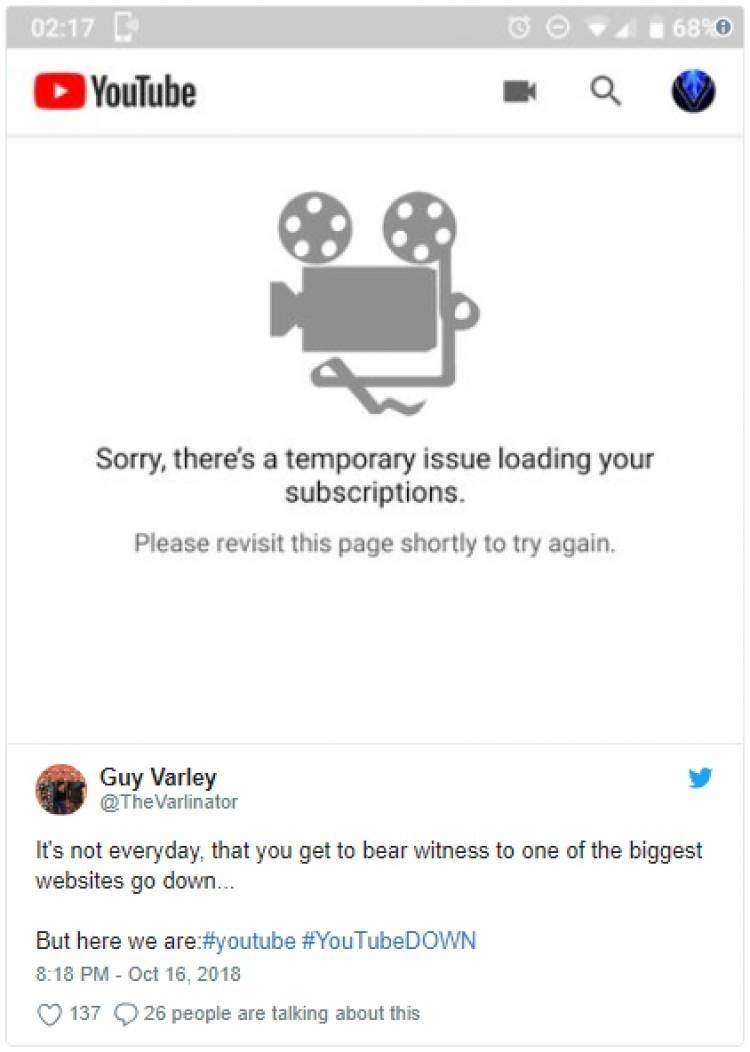 02:17 68%
YouTube
Sorry, there's a temporary issue loading your
subscriptions.
Please revisit this page shortly to try again.
Guy Varley
@TheVarlinator
It's not everyday, that you get to bear witness to one of the biggest
websites go down...
But here we are:#youtube #YouTubeDOWN
8:18 PM - Oct 16, 2018
137 26 people are talking about this